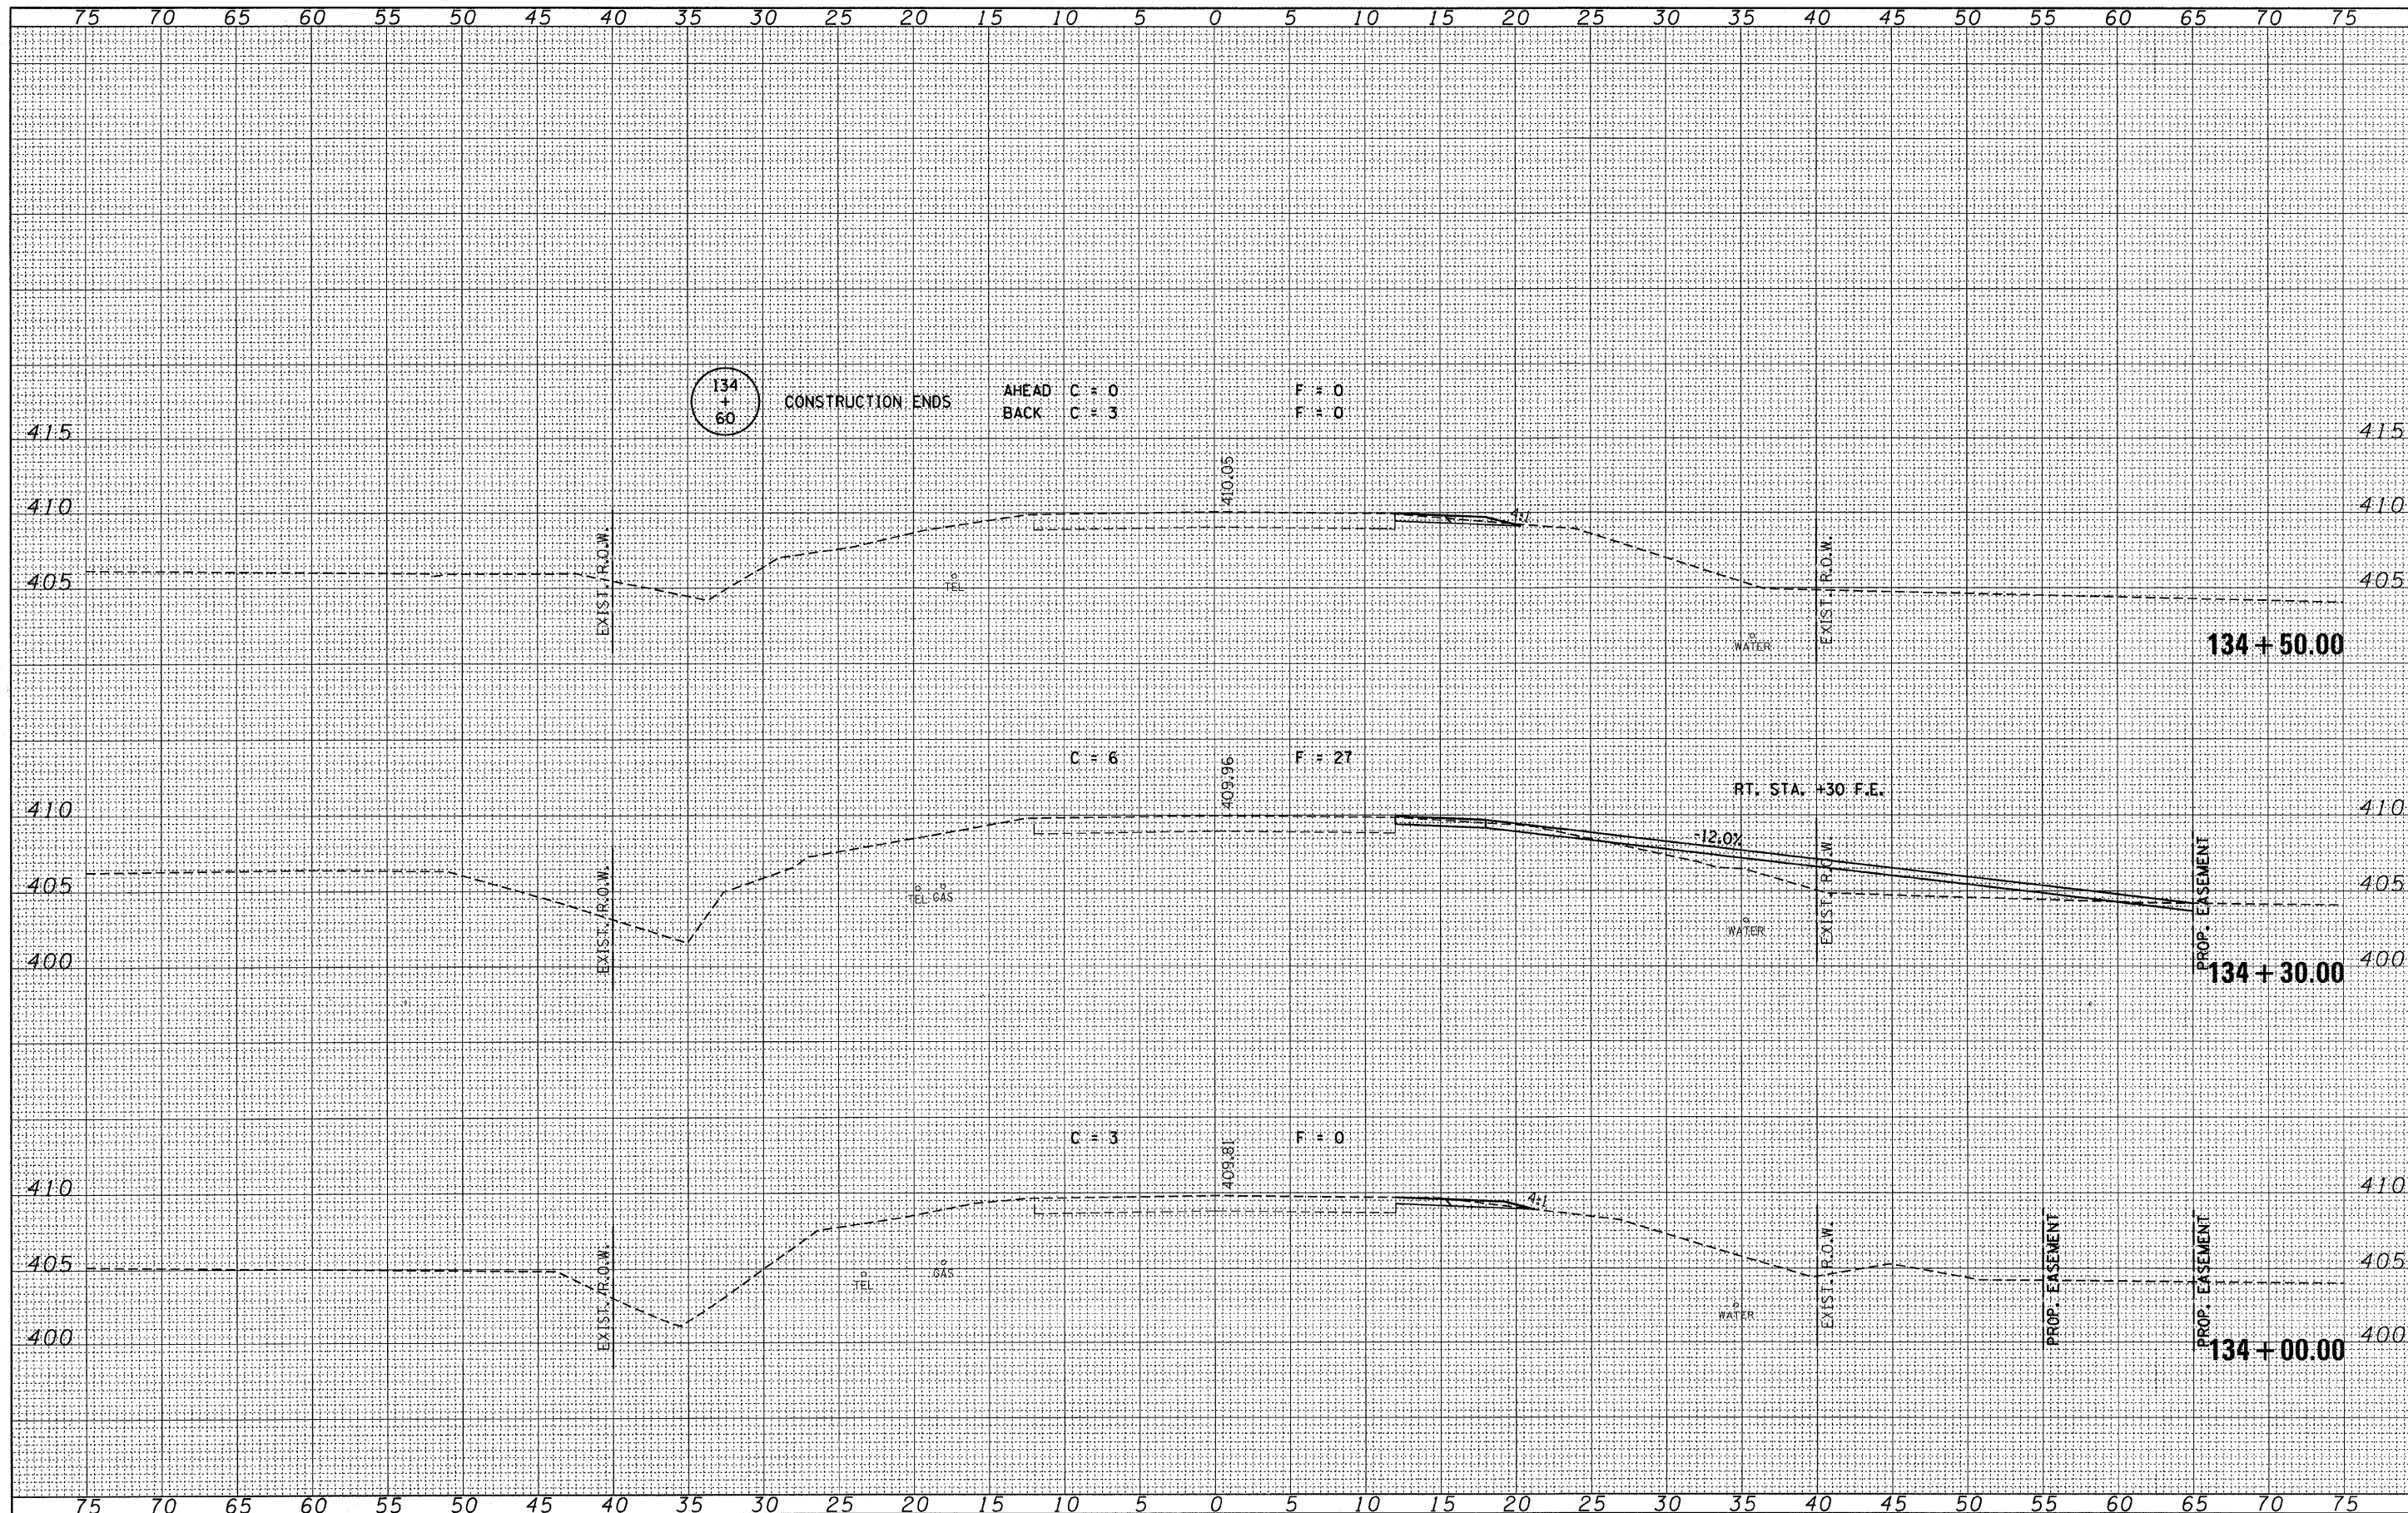 75 70 65 60 55 50 45 40 35 30 25 20 15 10 5 0 5 10 15 20 25 30 35 40 45 50 55 60 65 70 75
134 + 60
CONSTRUCTION ENDS
AHEAD C = 0 F = 0
BACK C = 3 F = 0
415 415
410.05
410 410
4:1
EXIST. R.O.W.
EXIST. R.O.W.
405 405
TEL
WATER
134 + 50.00
C = 6 F = 27
409.96
RT. STA. +30 F.E.
410 410
-12.0%
EXIST. R.O.W.
EXIST. R.O.W.
PROP. EASEMENT
405 405
TEL GAS
WATER
400 400
134 + 30.00
C = 3 F = 0
409.81
410 410
4:1
EXIST. R.O.W.
EXIST. R.O.W.
PROP. EASEMENT
PROP. EASEMENT
405 405
TEL
GAS
WATER
400 400
134 + 00.00
75 70 65 60 55 50 45 40 35 30 25 20 15 10 5 0 5 10 15 20 25 30 35 40 45 50 55 60 65 70 75